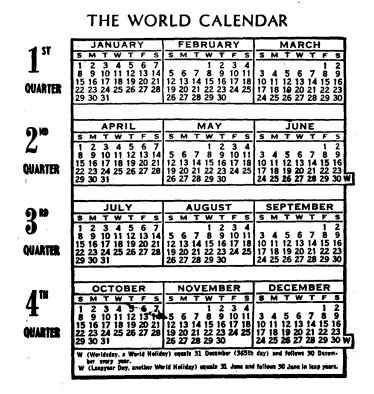 THE WORLD CALENDAR
1ST QUARTER
JANUARY FEBRUARY MARCH
S M T W T F S S M T W T F S S M T W T F S
1 2 3 4 5 6 7 1 2 3 4 1 2
8 9 10 11 12 13 14 5 6 7 8 9 10 11 3 4 5 6 7 8 9
15 16 17 18 19 20 21 12 13 14 15 16 17 18 10 11 12 13 14 15 16
22 23 24 25 26 27 28 19 20 21 22 23 24 25 17 18 19 20 21 22 23
29 30 31 26 27 28 29 30 24 25 26 27 28 29 30
2ND QUARTER
APRIL MAY JUNE
S M T W T F S S M T W T F S S M T W T F S
1 2 3 4 5 6 7 1 2 3 4 1 2
8 9 10 11 12 13 14 5 6 7 8 9 10 11 3 4 5 6 7 8 9
15 16 17 18 19 20 21 12 13 14 15 16 17 18 10 11 12 13 14 15 16
22 23 24 25 26 27 28 19 20 21 22 23 24 25 17 18 19 20 21 22 23
29 30 31 26 27 28 29 30 24 25 26 27 28 29 30 W
3RD QUARTER
JULY AUGUST SEPTEMBER
S M T W T F S S M T W T F S S M T W T F S
1 2 3 4 5 6 7 1 2 3 4 1 2
8 9 10 11 12 13 14 5 6 7 8 9 10 11 3 4 5 6 7 8 9
15 16 17 18 19 20 21 12 13 14 15 16 17 18 10 11 12 13 14 15 16
22 23 24 25 26 27 28 19 20 21 22 23 24 25 17 18 19 20 21 22 23
29 30 31 26 27 28 29 30 24 25 26 27 28 29 30
4TH QUARTER
OCTOBER NOVEMBER DECEMBER
S M T W T F S S M T W T F S S M T W T F S
1 2 3 4 5 6 7 1 2 3 4 1 2
8 9 10 11 12 13 14 5 6 7 8 9 10 11 3 4 5 6 7 8 9
15 16 17 18 19 20 21 12 13 14 15 16 17 18 10 11 12 13 14 15 16
22 23 24 25 26 27 28 19 20 21 22 23 24 25 17 18 19 20 21 22 23
29 30 31 26 27 28 29 30 24 25 26 27 28 29 30 W
W (Worldsday, a World Holiday) equals 31 December (365th day) and follows 30 Decem-
ber every year.
W (Leapyear Day, another World Holiday) equals 31 June and follows 30 June in leap years.